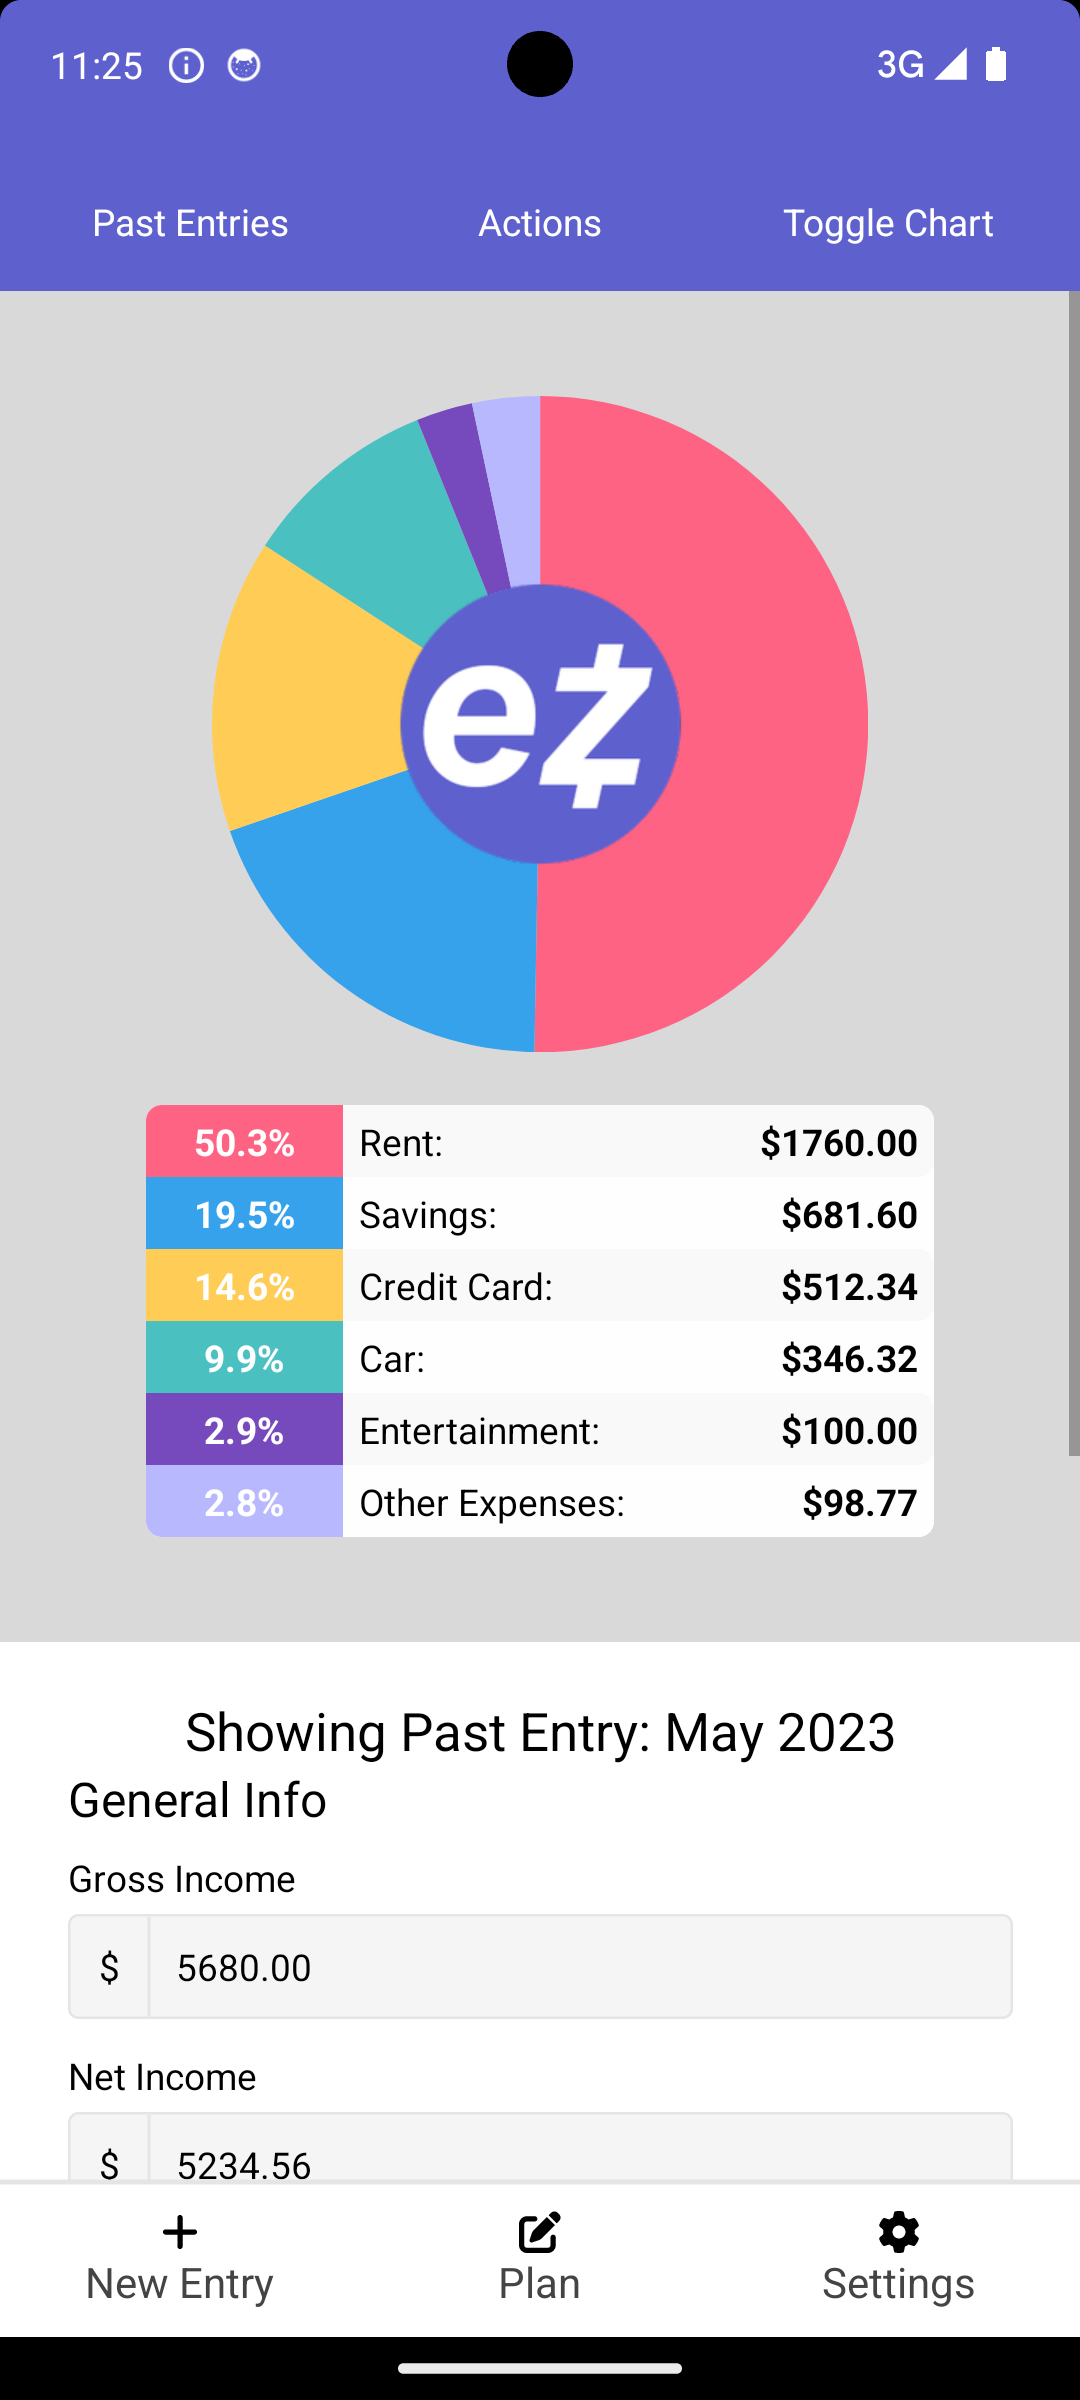 11:25
3G
Past Entries Actions Toggle Chart
eż
50.3% Rent: $1760.00
19.5% Savings: $681.60
14.6% Credit Card: $512.34
9.9% Car: $346.32
2.9% Entertainment: $100.00
2.8% Other Expenses: $98.77
Showing Past Entry: May 2023
General Info
Gross Income
$ 5680.00
Net Income
$ 5234.56
New Entry Plan Settings